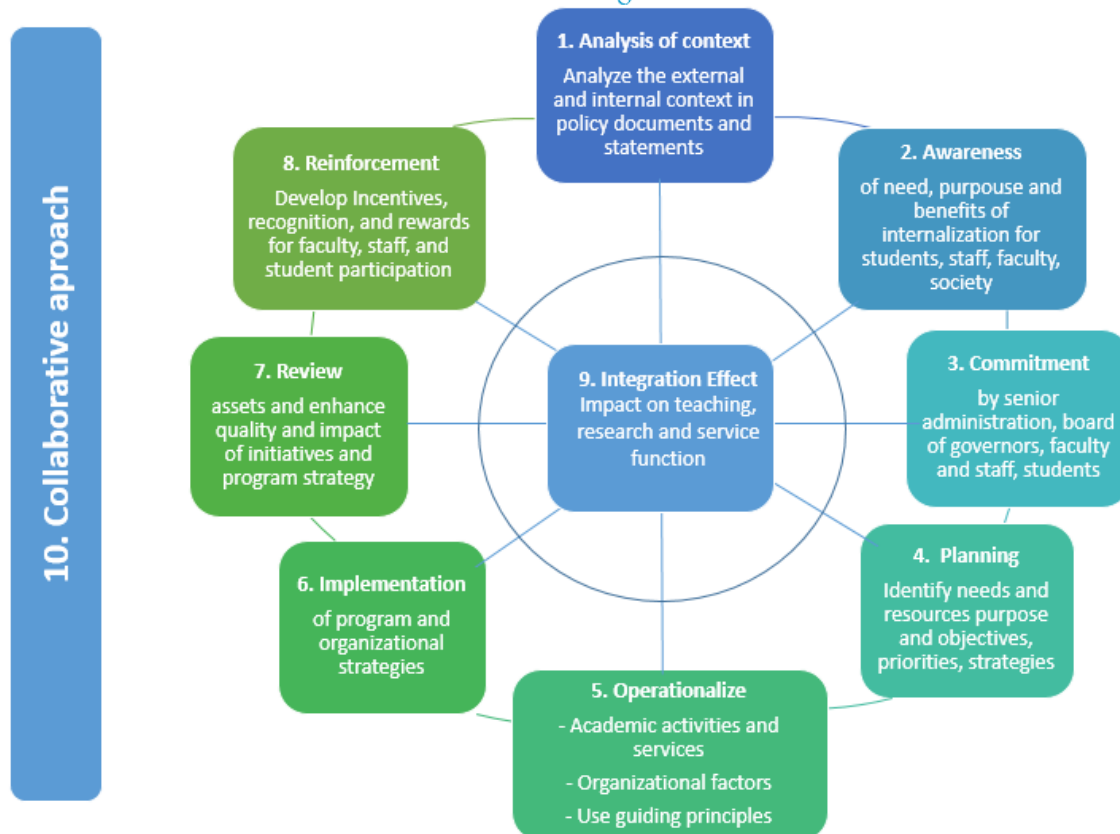 1. Analysis of context
Analyze the external
and internal context in
policy documents and
statements
2. Awareness
of need, purpouse and
benefits of
internalization for
students, staff, faculty,
society
3. Commitment
by senior
administration, board
of governors, faculty
and staff, students
4. Planning
Identify needs and
resources purpose
and objectives,
priorities, strategies
5. Operationalize
- Academic activities and
services
- Organizational factors
- Use guiding principles
6. Implementation
of program and
organizational
strategies
7. Review
assets and enhance
quality and impact
of initiatives and
program strategy
8. Reinforcement
Develop Incentives,
recognition, and rewards
for faculty, staff, and
student participation
9. Integration Effect
Impact on teaching,
research and service
function
10. Collaborative aproach